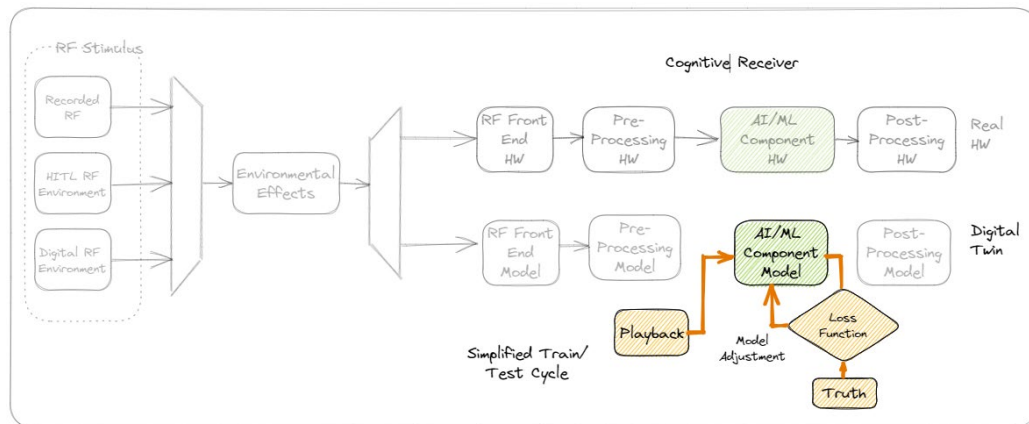 RF Stimulus
Recorded
RF
HITL RF
Environment
Digital RF
Environment
Environmental
Effects
Cognitive Receiver
RF Front
End
HW
Pre-
Processing
HW
AI/ML
Component
HW
Post-
Processing
HW
Real
HW
RF Front
End
Model
Pre-
Processing
Model
AI/ML
Component
Model
Post-
Processing
Model
Digital
Twin
Playback
Loss
Function
Model
Adjustment
Simplified Train/
Test Cycle
Truth